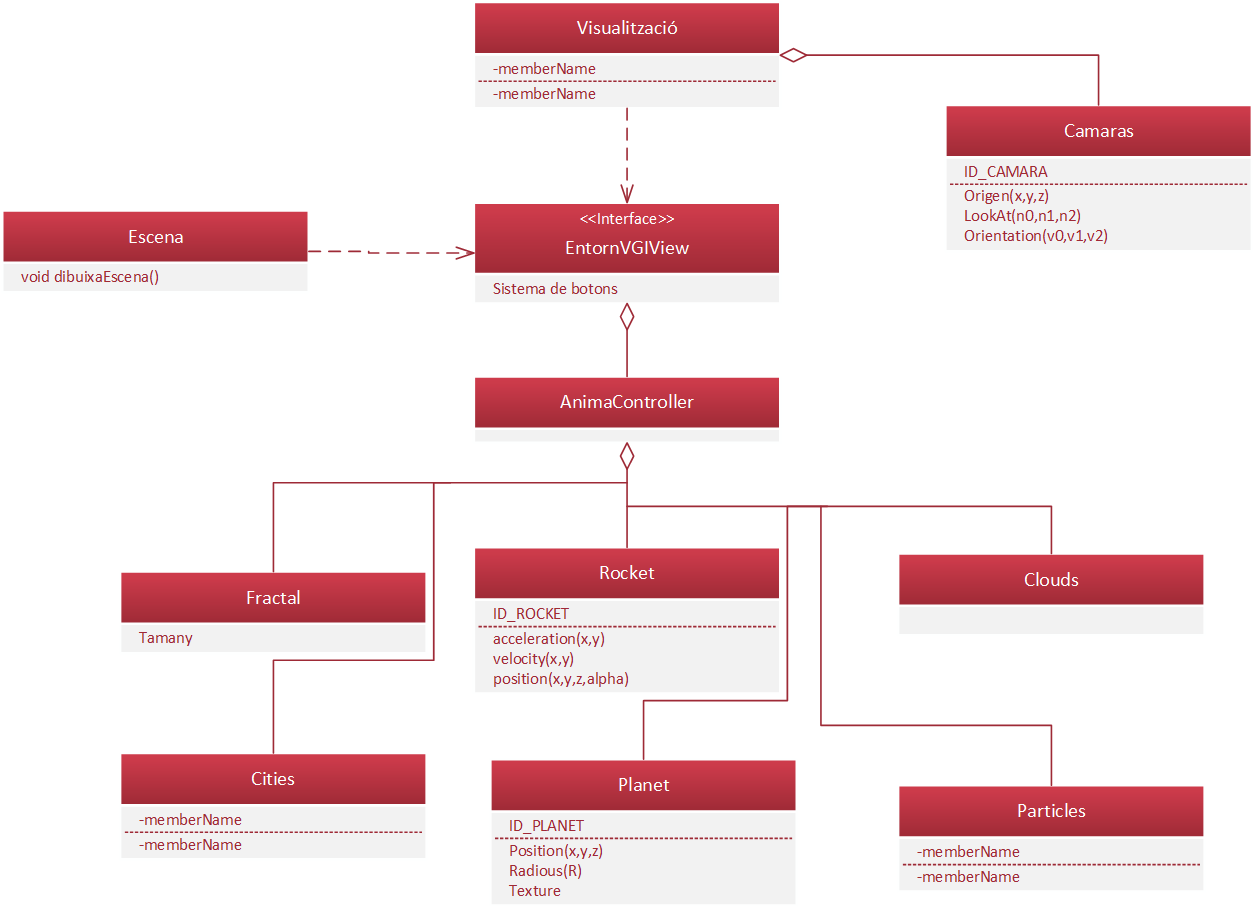 Visualització
-memberName
-memberName
Camaras
ID_CAMARA
Origen(x,y,z)
LookAt(n0,n1,n2)
Orientation(v0,v1,v2)
Escena
void dibuixaEscena()
<<Interface>>
EntornVGIView
Sistema de botons
AnimaController
Fractal
Tamany
Rocket
ID_ROCKET
acceleration(x,y)
velocity(x,y)
position(x,y,z,alpha)
Clouds
Cities
-memberName
-memberName
Planet
ID_PLANET
Position(x,y,z)
Radious(R)
Texture
Particles
-memberName
-memberName